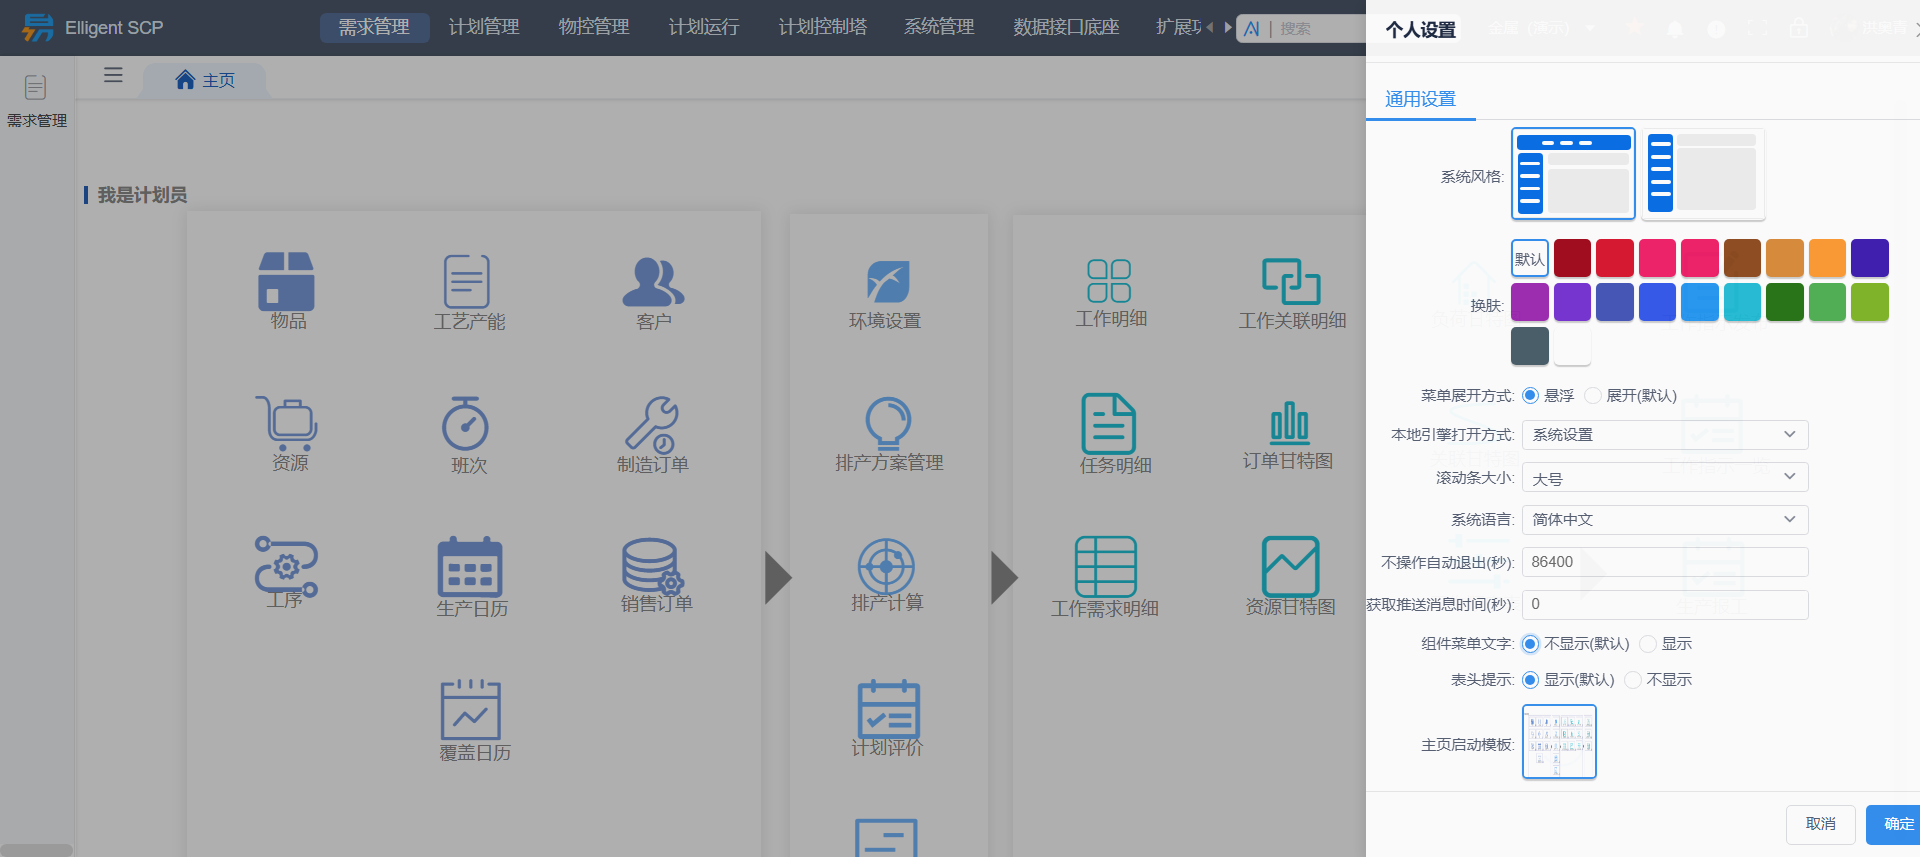 Elligent SCP
需求管理
计划管理
物控管理
计划运行
计划控制塔
系统管理
数据接口底座
扩展
AI | 搜索
个人设置
需求管理
主页
通用设置
我是计划员
物品
工艺产能
客户
资源
班次
制造订单
工序
生产日历
销售订单
覆盖日历
环境设置
排产方案管理
排产计算
计划评价
工作明细
工作关联明细
任务明细
订单甘特图
工作需求明细
资源甘特图
系统风格:
换肤:
默认
菜单展开方式:
悬浮
展开(默认)
本地引擎打开方式:
系统设置
滚动条大小:
大号
系统语言:
简体中文
不操作自动退出(秒):
86400
获取推送消息时间(秒):
0
组件菜单文字:
不显示(默认)
显示
表头提示:
显示(默认)
不显示
主页启动模板:
取消
确定